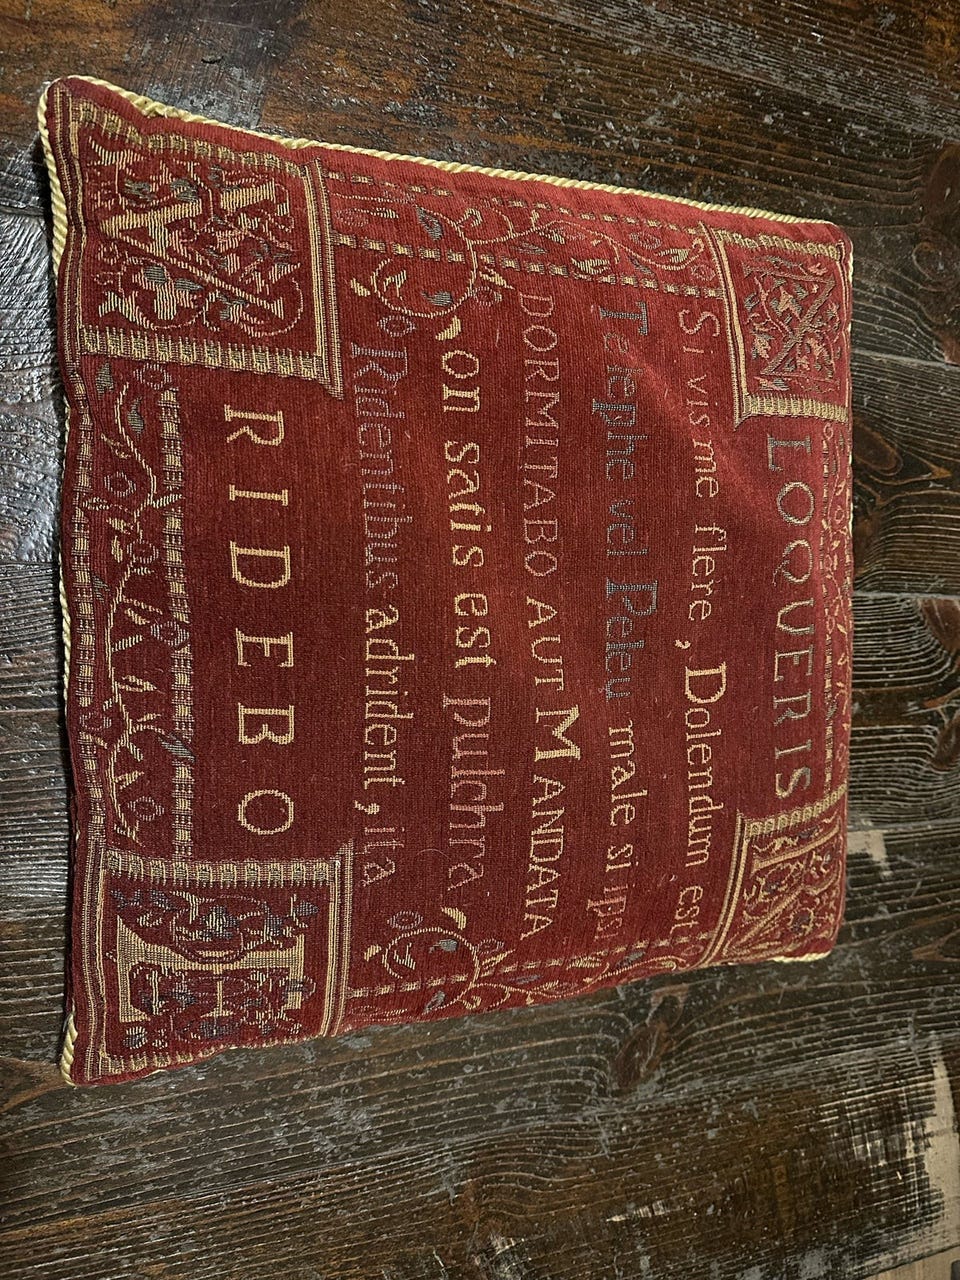 LOQUERIS
Si vis me flere, Dolendum est
Telephe vel Peleu male si ipsi
DORMITABO AUT MANDATA
on satis est pulchra
Ridentibus adrident, ita
RIDEBO